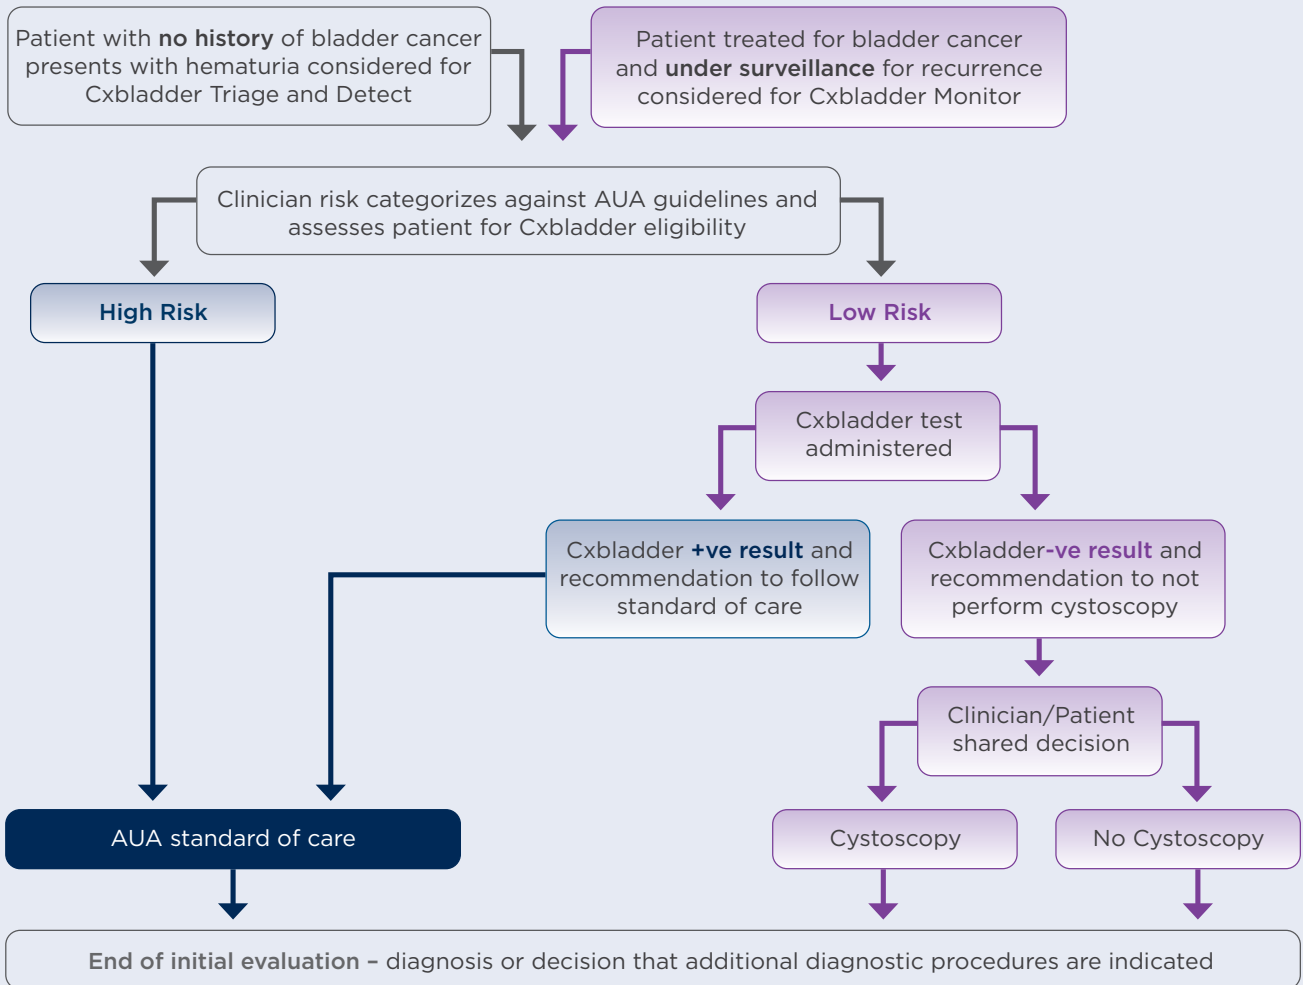 Patient with no history of bladder cancer
presents with hematuria considered for
Cxbladder Triage and Detect
Patient treated for bladder cancer
and under surveillance for recurrence
considered for Cxbladder Monitor
Clinician risk categorizes against AUA guidelines and
assesses patient for Cxbladder eligibility
High Risk
Low Risk
Cxbladder test
administered
Cxbladder +ve result and
recommendation to follow
standard of care
Cxbladder-ve result and
recommendation to not
perform cystoscopy
Clinician/Patient
shared decision
AUA standard of care
Cystoscopy
No Cystoscopy
End of initial evaluation – diagnosis or decision that additional diagnostic procedures are indicated